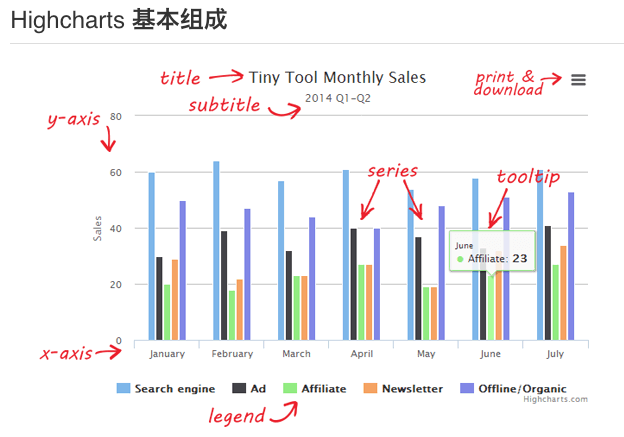 Highcharts 基本组成
title
Tiny Tool Monthly Sales
print &
download
subtitle
2014 Q1-Q2
y-axis
80
60
40
20
0
Sales
series
tooltip
June
Affiliate: 23
x-axis
January
February
March
April
May
June
July
Search engine
Ad
Affiliate
Newsletter
Offline/Organic
Highcharts.com
legend